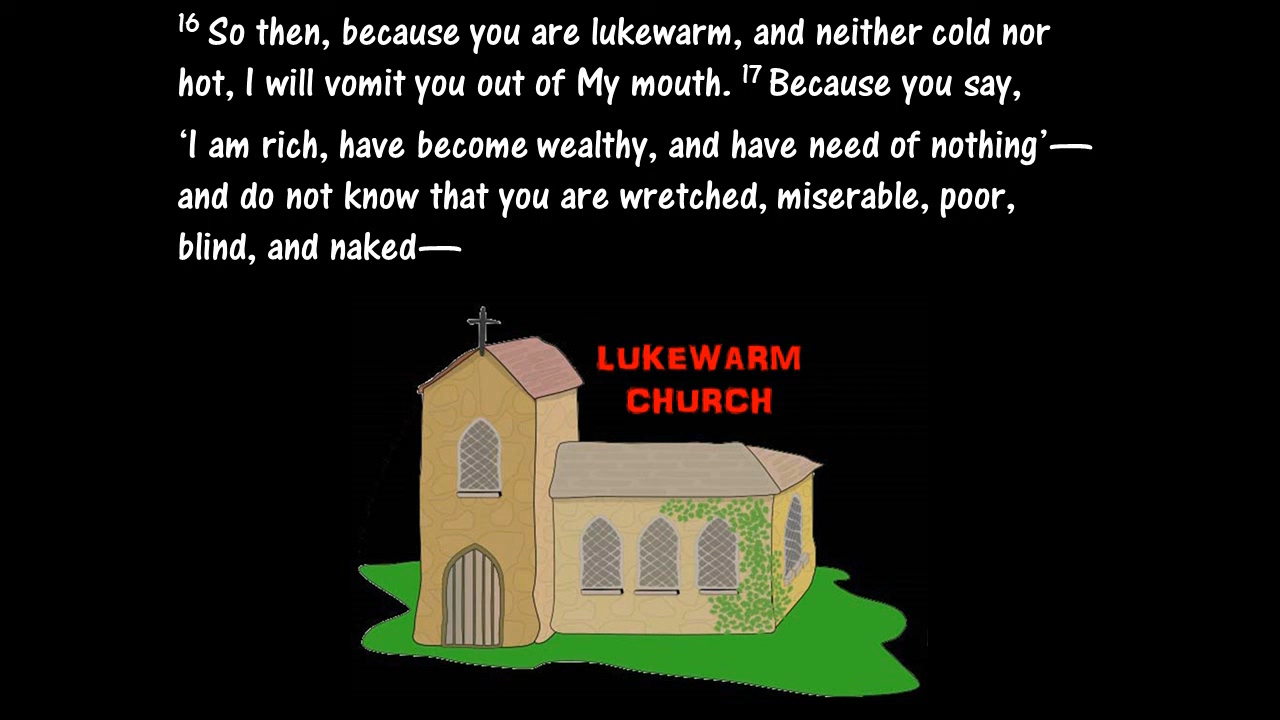 16 So then, because you are lukewarm, and neither cold nor
hot, I will vomit you out of My mouth. 17 Because you say,
‘I am rich, have become wealthy, and have need of nothing’—
and do not know that you are wretched, miserable, poor,
blind, and naked—
LUKEWARM
CHURCH